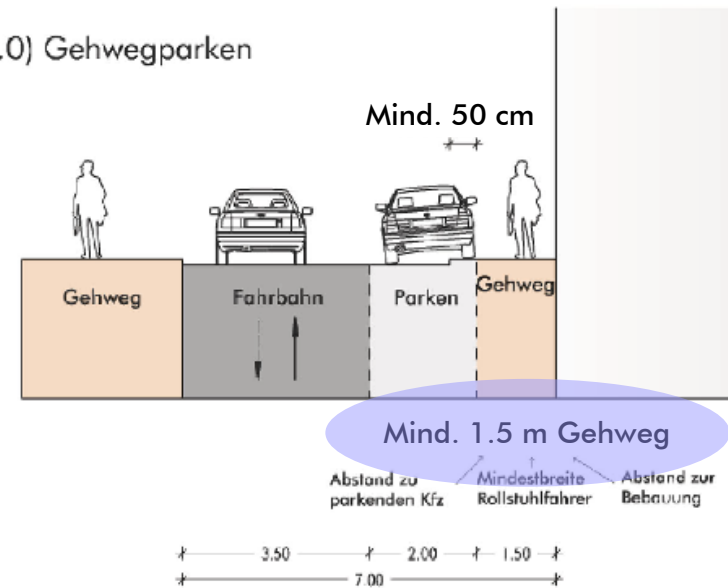 .0) Gehwegparken
Mind. 50 cm
Gehweg
Fahrbahn
Parken
Gehweg
Mind. 1.5 m Gehweg
Abstand zu
parkenden Kfz
Mindestbreite
Rollstuhlfahrer
Abstand zur
Bebauung
3.50
2.00
1.50
7.00